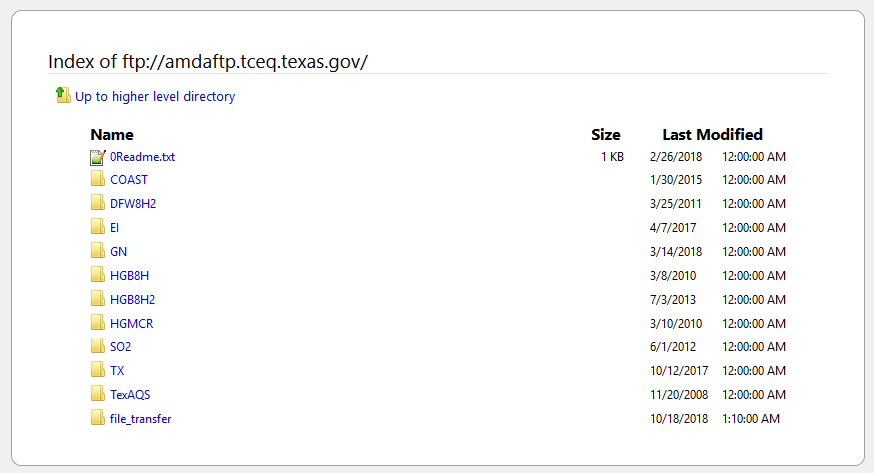 Index of ftp://amdaftp.tceq.texas.gov/
Up to higher level directory
Name Size Last Modified
0Readme.txt 1 KB 2/26/2018 12:00:00 AM
COAST 1/30/2015 12:00:00 AM
DFW8H2 3/25/2011 12:00:00 AM
EI 4/7/2017 12:00:00 AM
GN 3/14/2018 12:00:00 AM
HGB8H 3/8/2010 12:00:00 AM
HGB8H2 7/3/2013 12:00:00 AM
HGMCR 3/10/2010 12:00:00 AM
SO2 6/1/2012 12:00:00 AM
TX 10/12/2017 12:00:00 AM
TexAQS 11/20/2008 12:00:00 AM
file_transfer 10/18/2018 1:10:00 AM